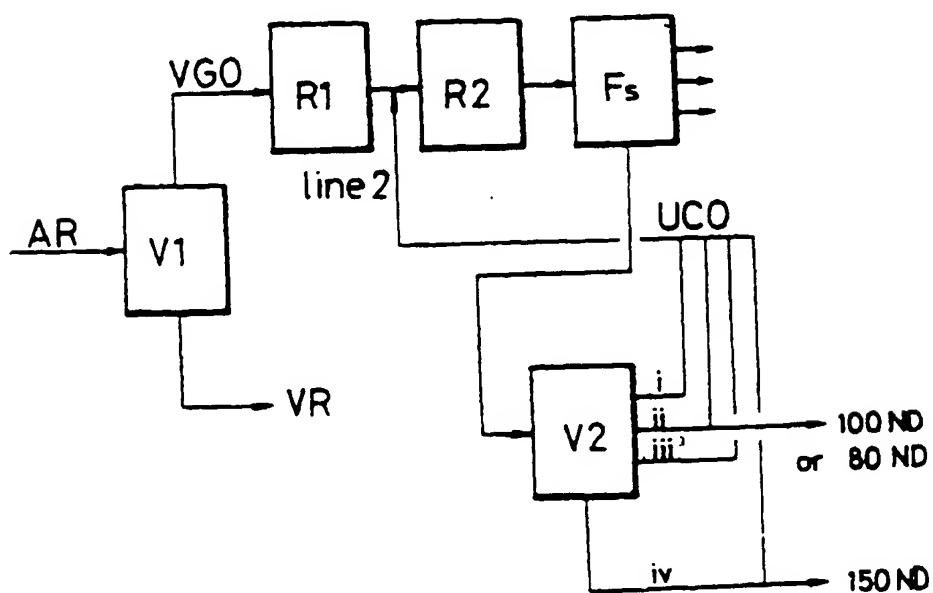 VGO
R1
R2
Fs
line 2
AR
V1
UCO
VR
V2
i
ii
iii
100 ND
or 80 ND
iv
150 ND